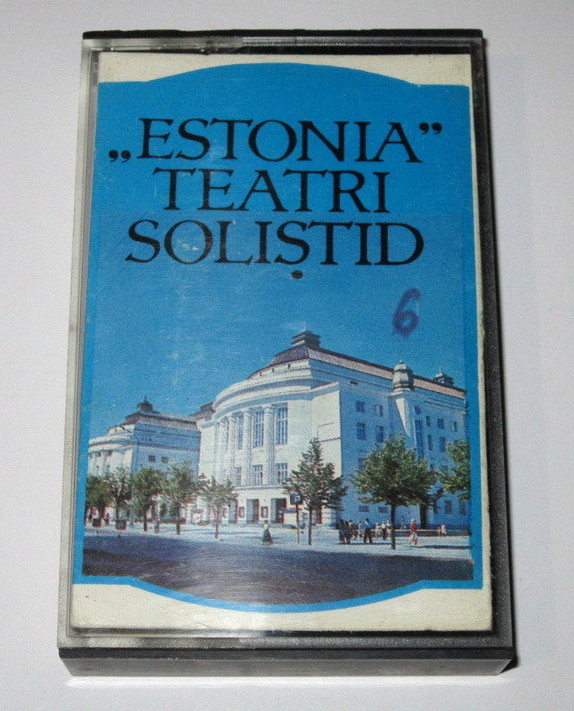 „ESTONIA”
TEATRI
SOLISTID
6